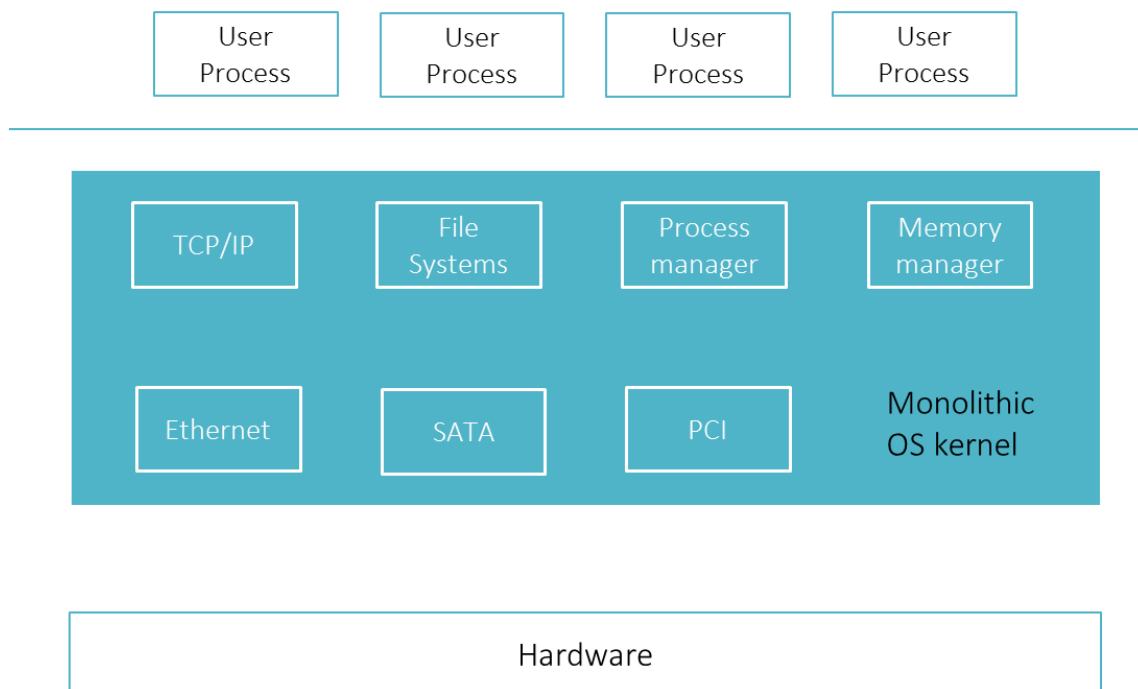 User
Process
User
Process
User
Process
User
Process
TCP/IP
File
Systems
Process
manager
Memory
manager
Ethernet
SATA
PCI
Monolithic
OS kernel
Hardware